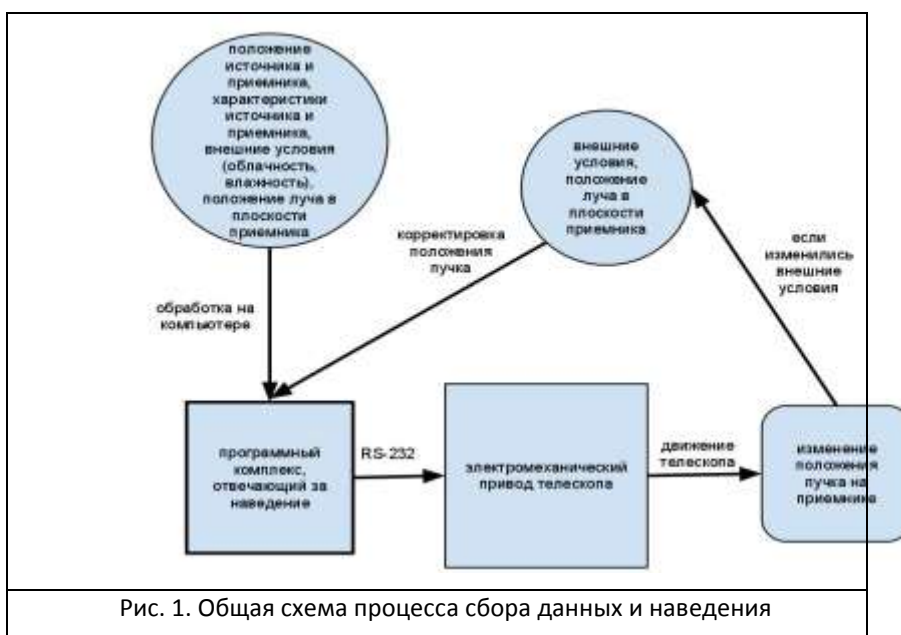 положение
источника и
приемника,
характеристики
источника и
приемника,
внешние условия
(облачность,
влажность),
положение луча в
плоскости
приемника
внешние
условия,
положение
луча в
плоскости
приемника
корректировка
положения
пучка
если
изменились
внешние
условия
обработка на
компьютере
программный
комплекс,
отвечающий за
наведение
RS-232
электромеханический
привод телескопа
движение
телескопа
изменение
положения
пучка на
приемнике
Рис. 1. Общая схема процесса сбора данных и наведения